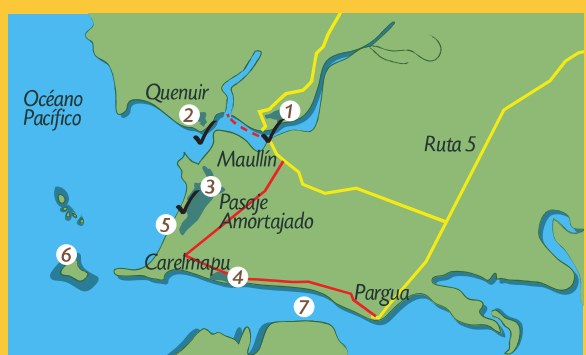 Quenuir
Océano
Pacífico
2
1
Ruta 5
Maullín
3
Pasaje
Amortajado
5
6
Carelmapu
4
Pargua
7